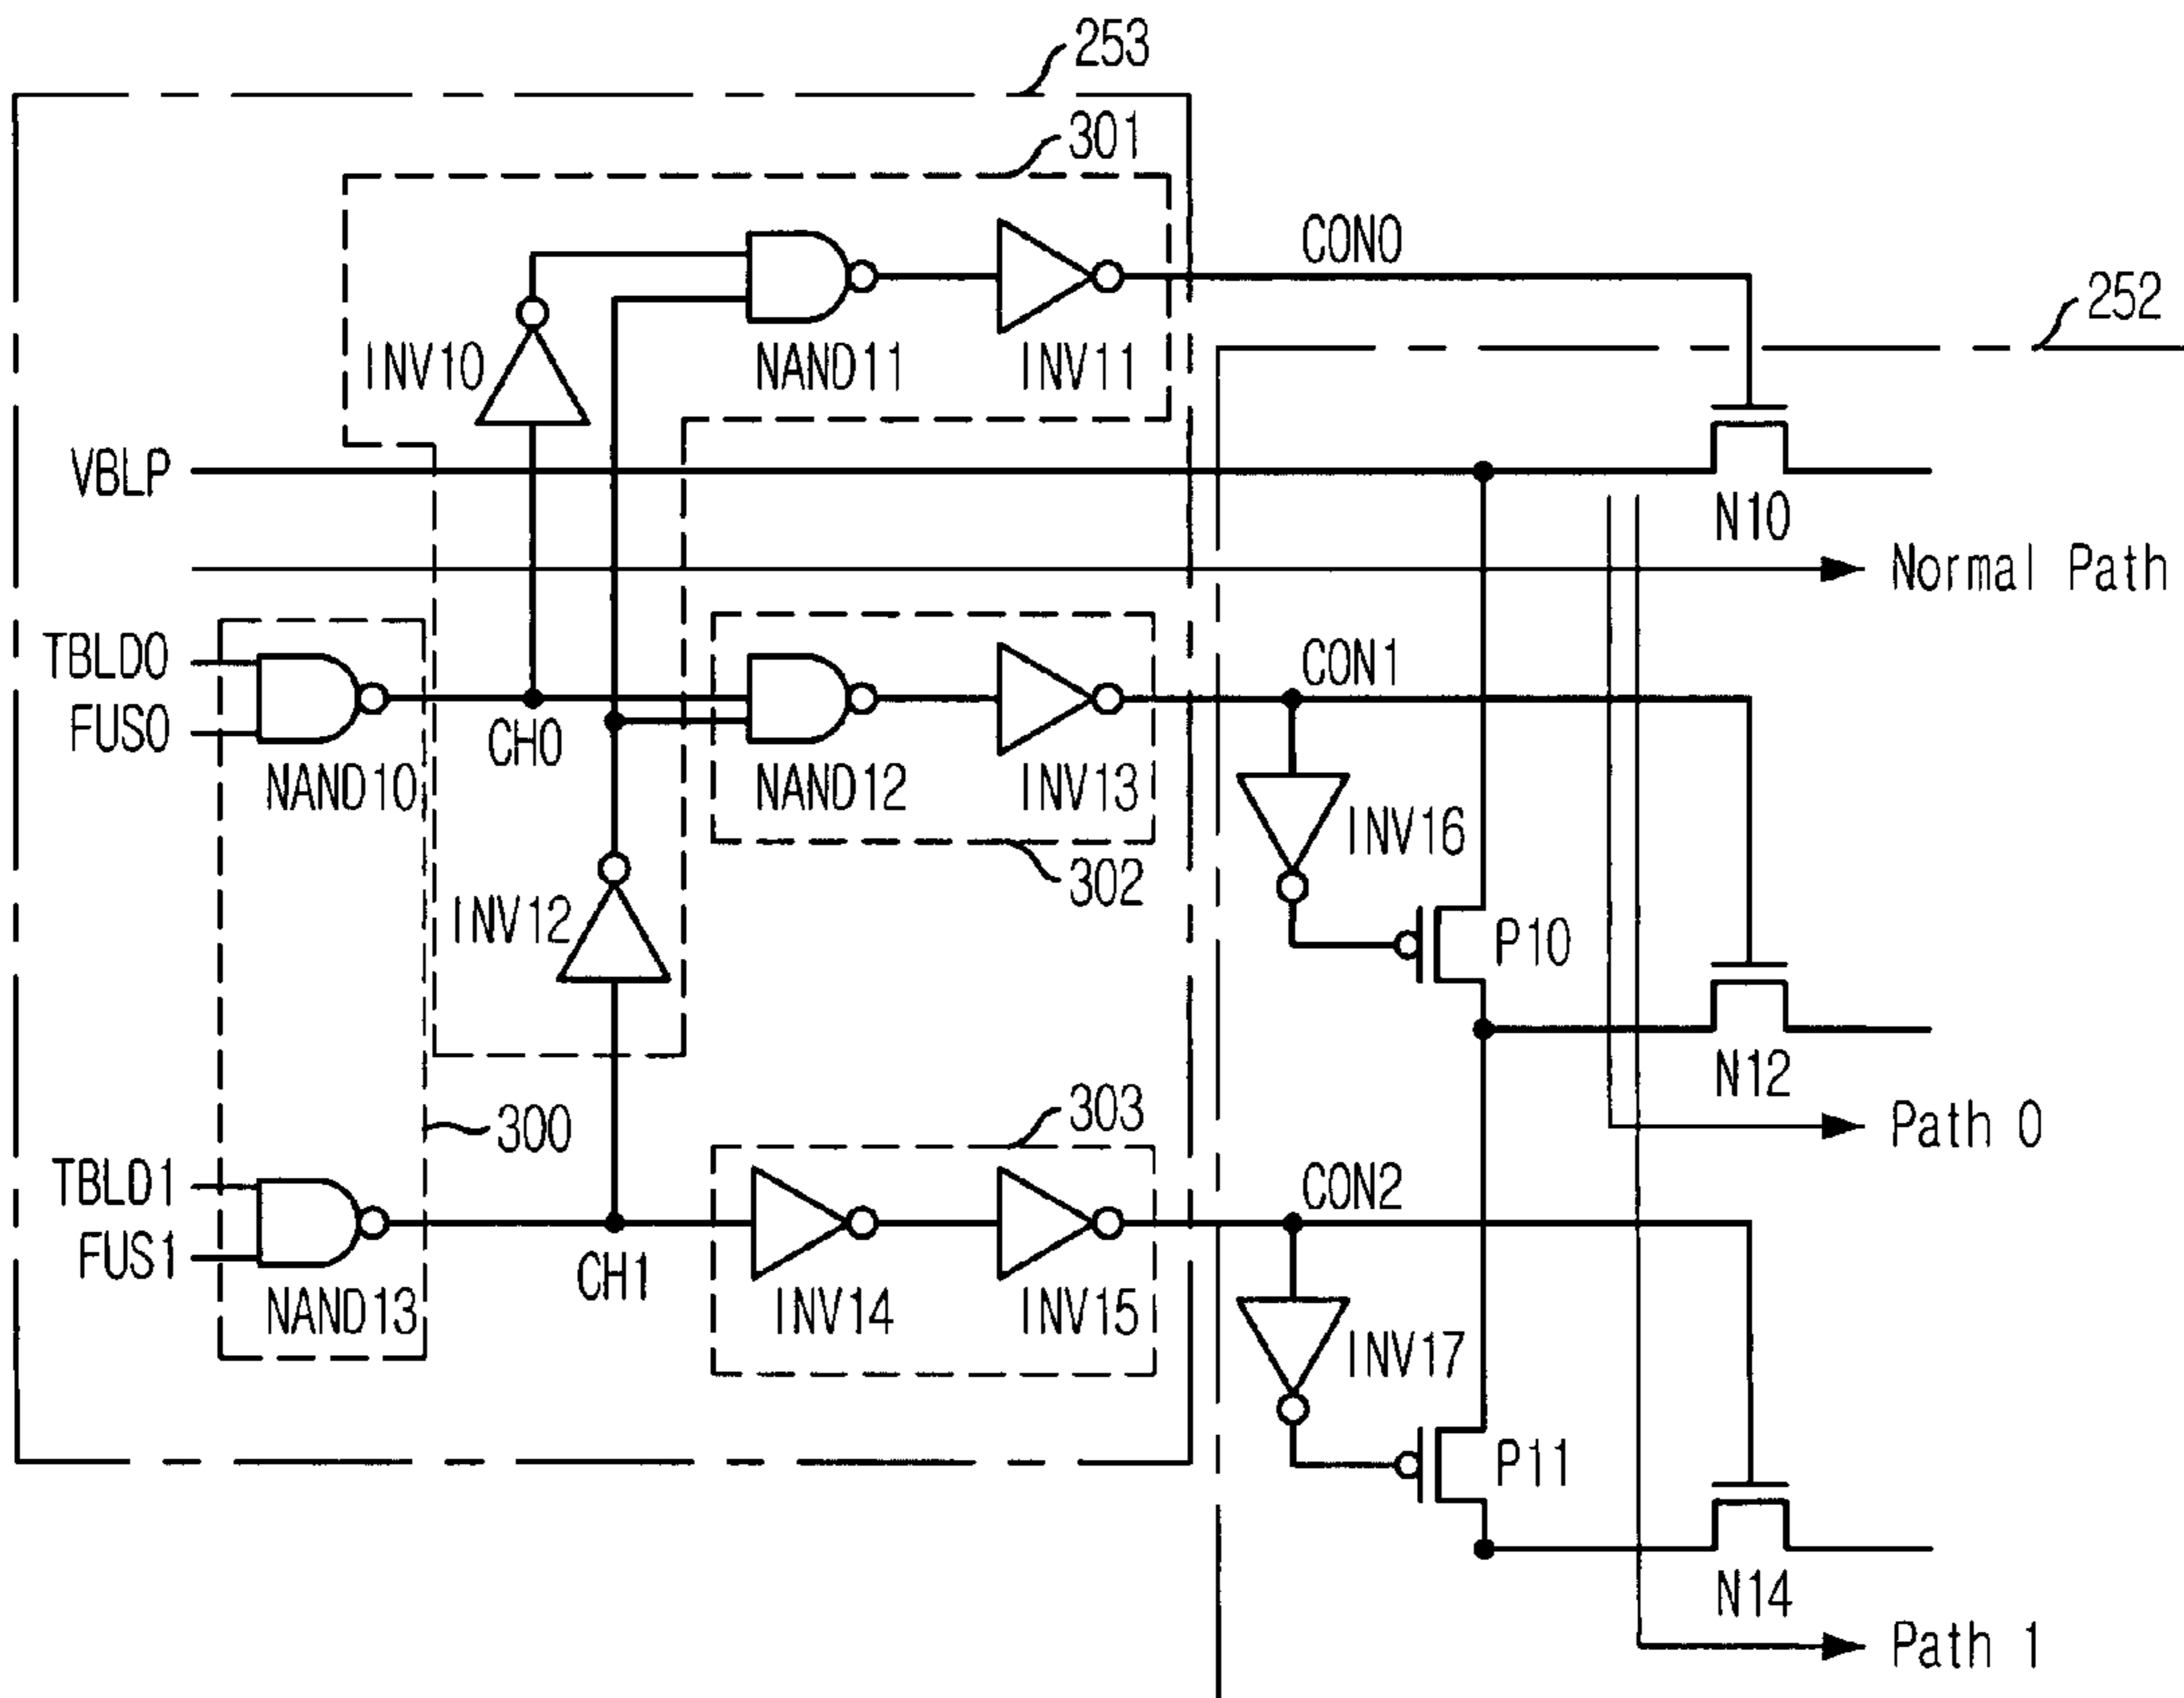 253
301
CON0
252
INV10
NAND11
INV11
VBLP
N10
Normal Path
TBLD0
FUS0
CON1
CH0
NAND10
NAND12
INV13
INV16
302
INV12
P10
N12
300
303
Path 0
TBLD1
FUS1
CON2
CH1
NAND13
INV14
INV15
INV17
P11
N14
Path 1